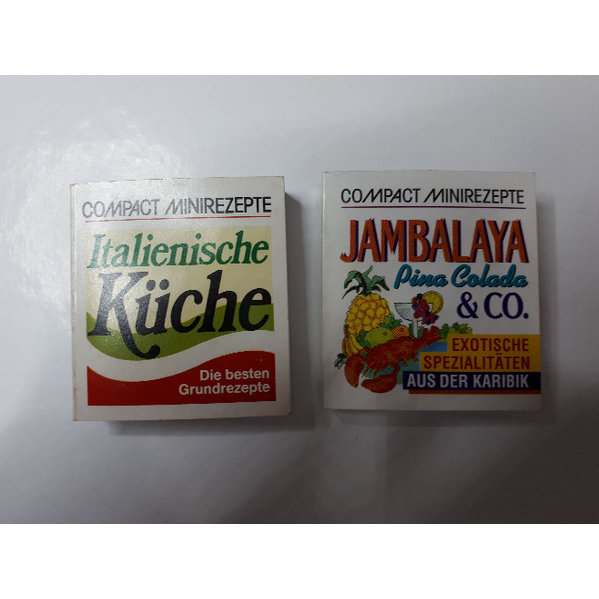 COMPACT MINIREZEPTE
Italienische
Küche
Die besten
Grundrezepte
COMPACT MINIREZEPTE
JAMBALAYA
Pina Colada
& CO.
EXOTISCHE
SPEZIALITÄTEN
AUS DER KARIBIK